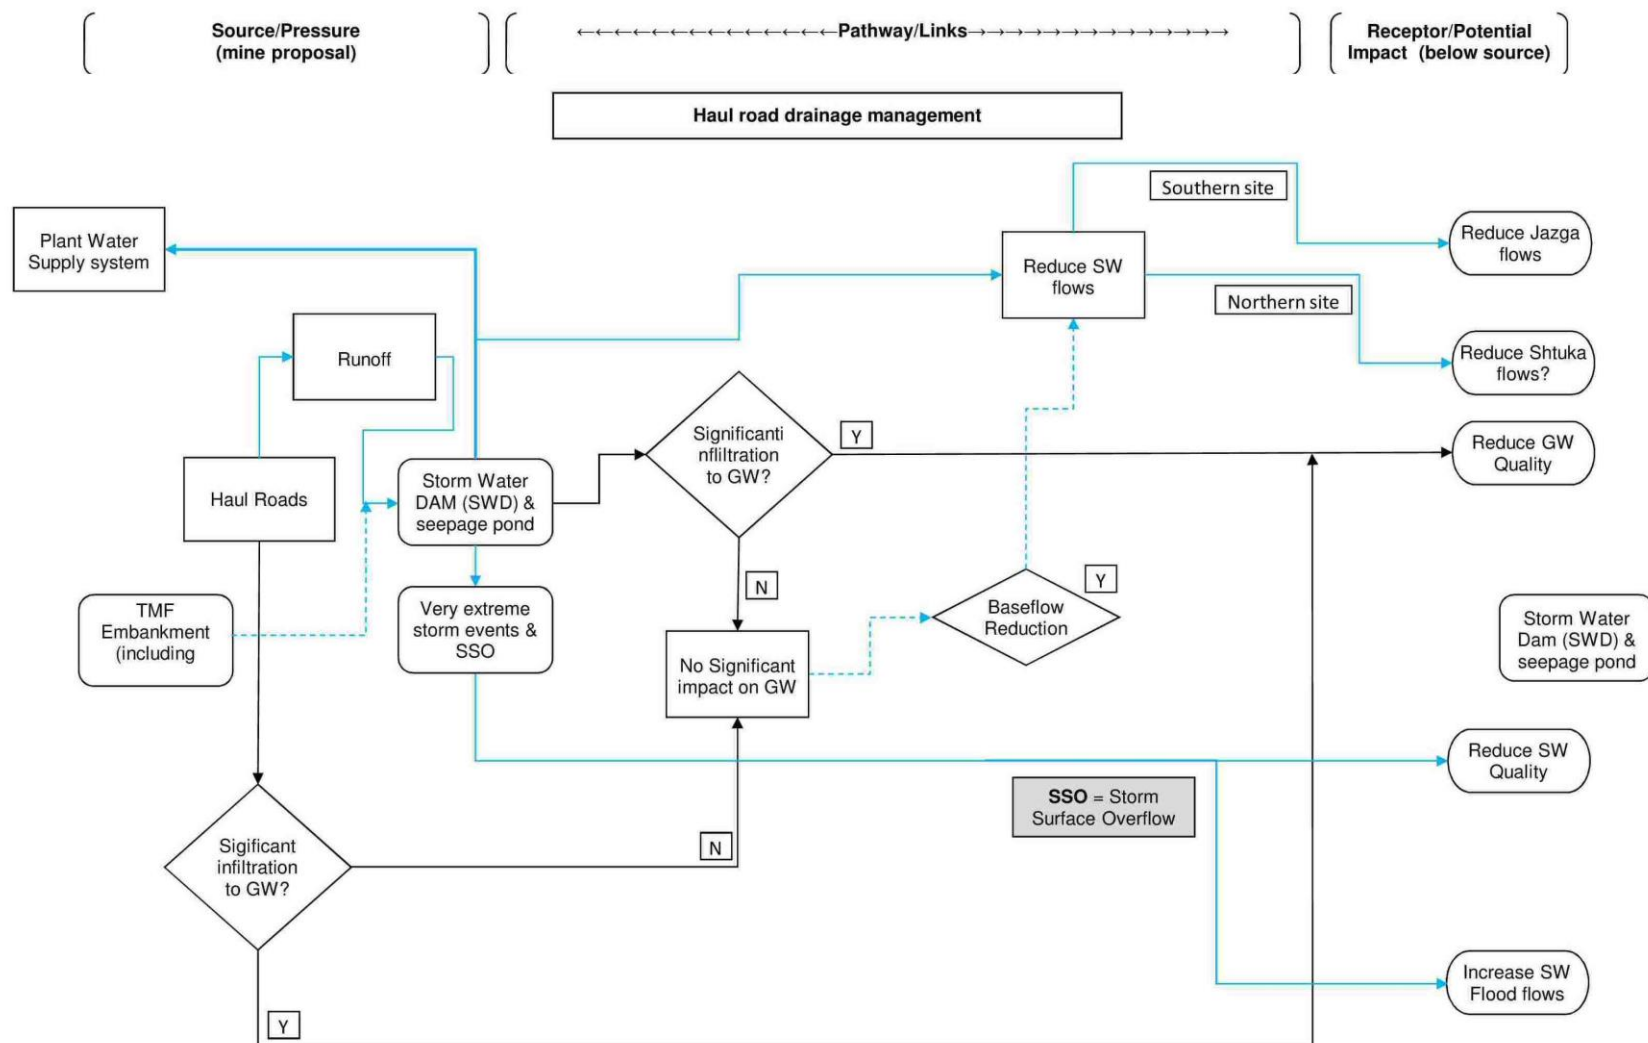 Source/Pressure
(mine proposal)
←←←←←←←←←←←←←←Pathway/Links→→→→→→→→→→→→→→
Receptor/Potential
Impact (below source)
Haul road drainage management
Southern site
Plant Water
Supply system
Reduce SW
flows
Reduce Jazga
flows
Northern site
Runoff
Reduce Shtuka
flows?
Significanti
nfliltration
to GW?
Y
Reduce GW
Quality
Haul Roads
Storm Water
DAM (SWD) &
seepage pond
N
Y
TMF
Embankment
(including
Very extreme
storm events &
SSO
Baseflow
Reduction
Storm Water
Dam (SWD) &
seepage pond
No Significant
impact on GW
Reduce SW
Quality
SSO = Storm
Surface Overflow
Sigificant
infiltration
to GW?
N
Increase SW
Flood flows
Y